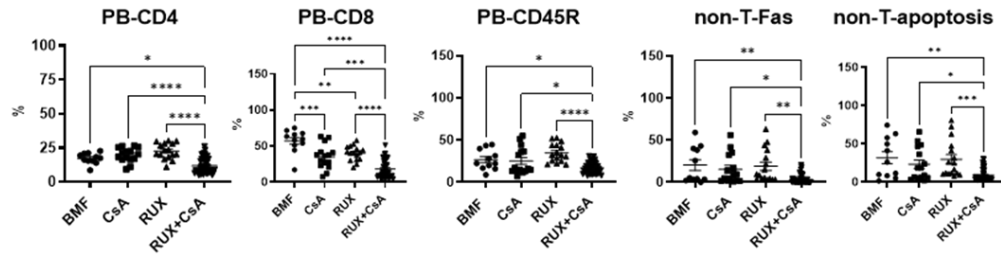 PB-CD4
PB-CD8
PB-CD45R
non-T-Fas
non-T-apoptosis
%
100
75
50
25
0
*
****
****
BMF
CsA
RUX
RUX+CsA
%
150
100
50
0
****
***
**
***
****
BMF
CsA
RUX
RUX+CsA
%
150
100
50
0
*
*
****
BMF
CsA
RUX
RUX+CsA
%
150
100
50
0
**
*
**
BMF
CsA
RUX
RUX+CsA
%
150
100
50
0
**
*
***
BMF
CsA
RUX
RUX+CsA